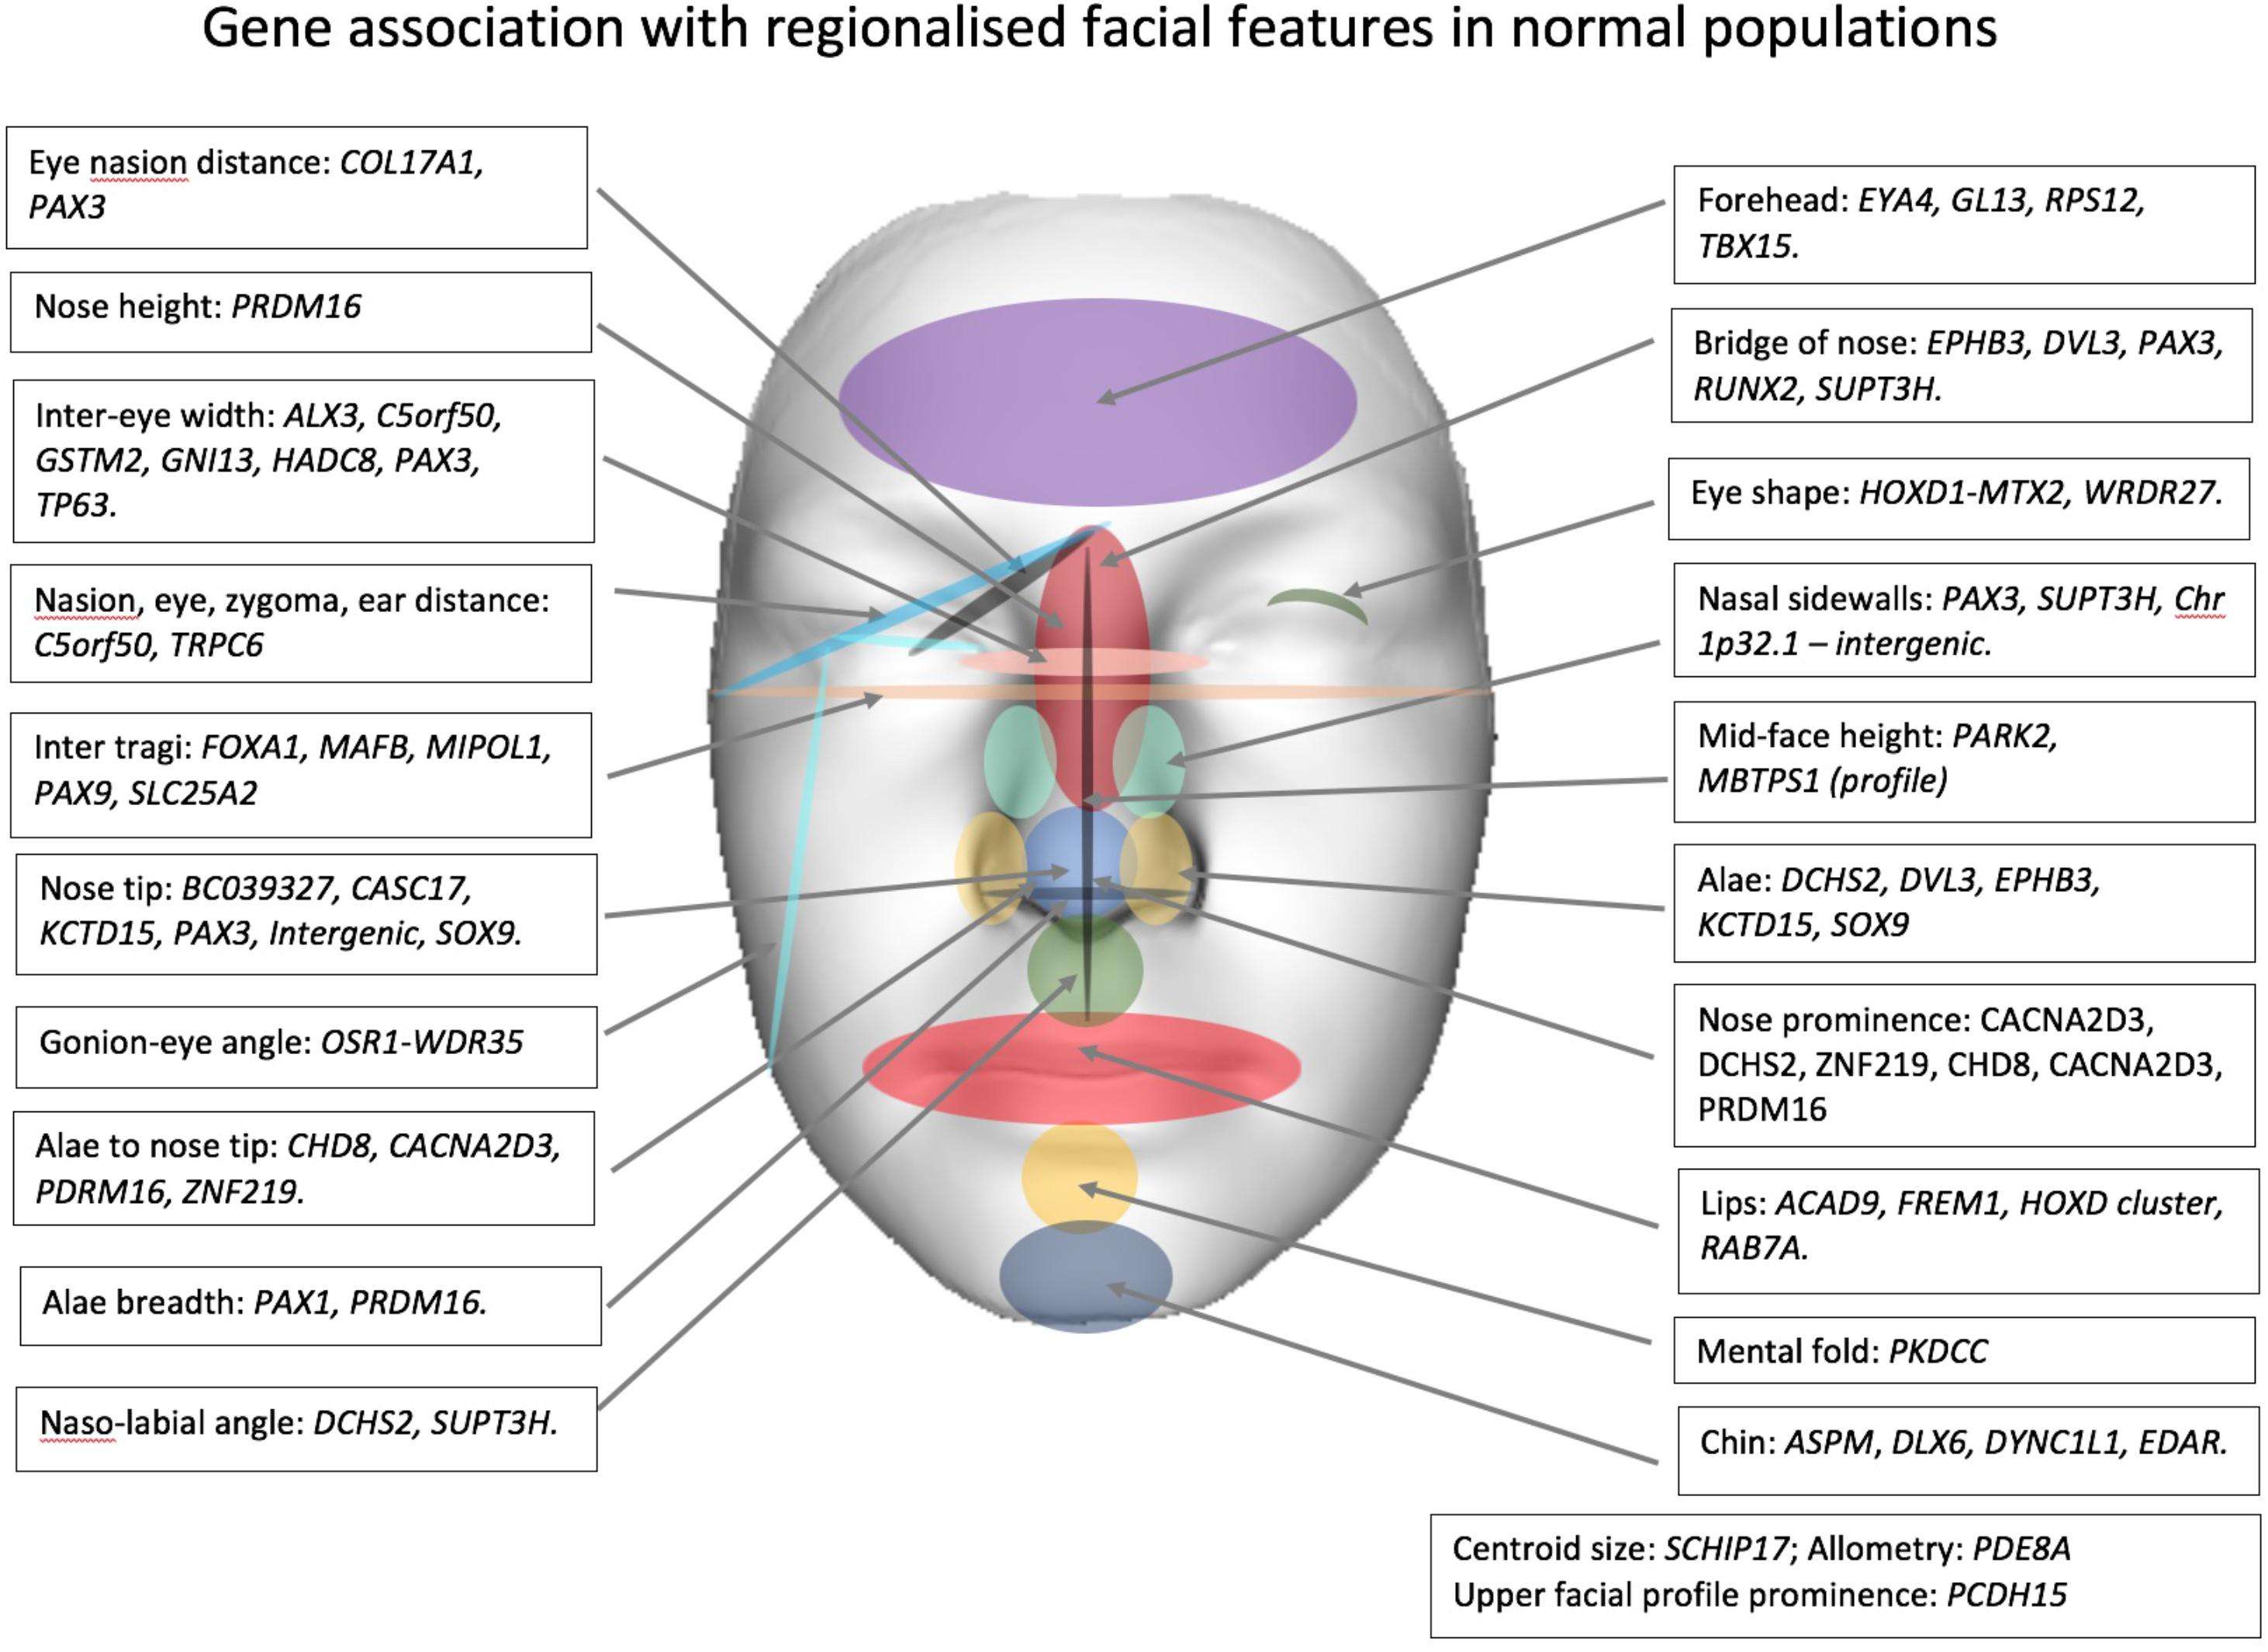 Gene association with regionalised facial features in normal populations
Eye nasion distance: COL17A1,
PAX3
Nose height: PRDM16
Inter-eye width: ALX3, C5orf50,
GSTM2, GNI13, HADC8, PAX3,
TP63.
Nasion, eye, zygoma, ear distance:
C5orf50, TRPC6
Inter tragi: FOXA1, MAFB, MIPOL1,
PAX9, SLC25A2
Nose tip: BC039327, CASC17,
KCTD15, PAX3, Intergenic, SOX9.
Gonion-eye angle: OSR1-WDR35
Alae to nose tip: CHD8, CACNA2D3,
PDRM16, ZNF219.
Alae breadth: PAX1, PRDM16.
Naso-labial angle: DCHS2, SUPT3H.
Forehead: EYA4, GL13, RPS12,
TBX15.
Bridge of nose: EPHB3, DVL3, PAX3,
RUNX2, SUPT3H.
Eye shape: HOXD1-MTX2, WRDR27.
Nasal sidewalls: PAX3, SUPT3H, Chr
1p32.1 – intergenic.
Mid-face height: PARK2,
MBTPS1 (profile)
Alae: DCHS2, DVL3, EPHB3,
KCTD15, SOX9
Nose prominence: CACNA2D3,
DCHS2, ZNF219, CHD8, CACNA2D3,
PRDM16
Lips: ACAD9, FREM1, HOXD cluster,
RAB7A.
Mental fold: PKDCC
Chin: ASPM, DLX6, DYNC1L1, EDAR.
Centroid size: SCHIP17; Allometry: PDE8A
Upper facial profile prominence: PCDH15